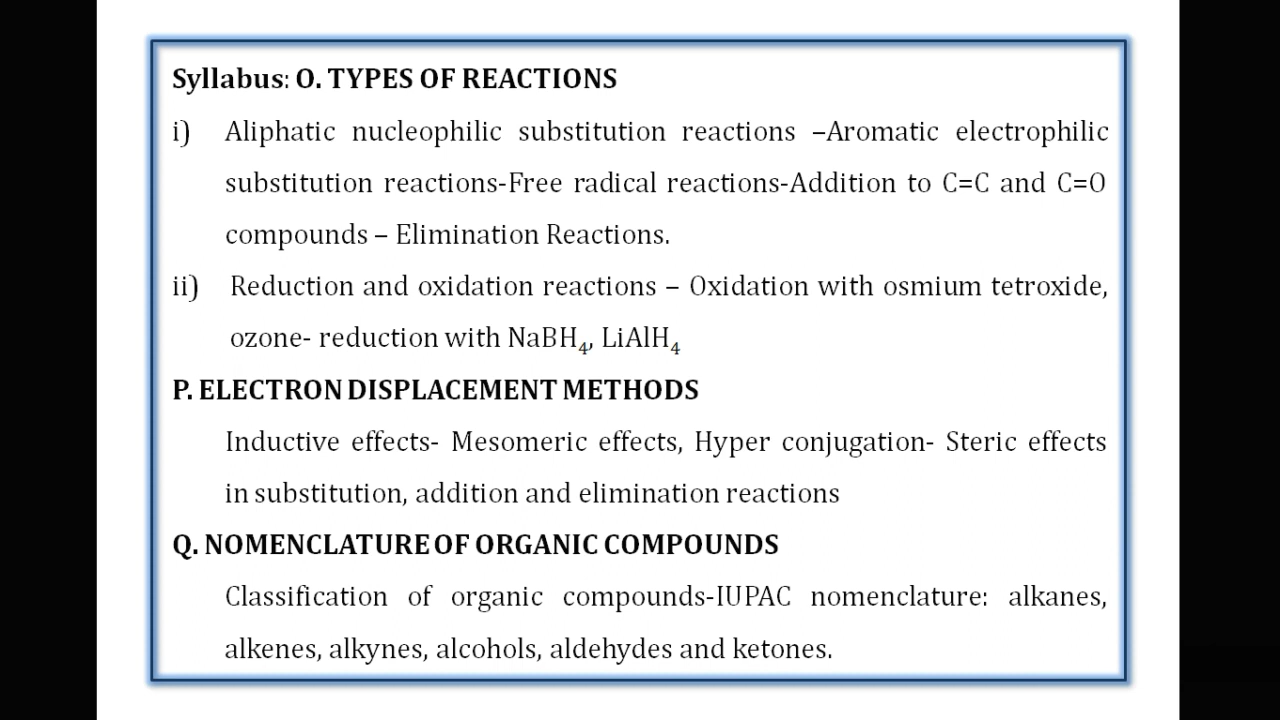 Syllabus: O. TYPES OF REACTIONS
i) Aliphatic nucleophilic substitution reactions –Aromatic electrophilic
substitution reactions-Free radical reactions-Addition to C=C and C=O
compounds – Elimination Reactions.
ii) Reduction and oxidation reactions – Oxidation with osmium tetroxide,
ozone- reduction with NaBH₄, LiAlH₄
P. ELECTRON DISPLACEMENT METHODS
Inductive effects- Mesomeric effects, Hyper conjugation- Steric effects
in substitution, addition and elimination reactions
Q. NOMENCLATURE OF ORGANIC COMPOUNDS
Classification of organic compounds-IUPAC nomenclature: alkanes,
alkenes, alkynes, alcohols, aldehydes and ketones.